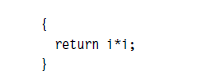 {
return i*i;
}